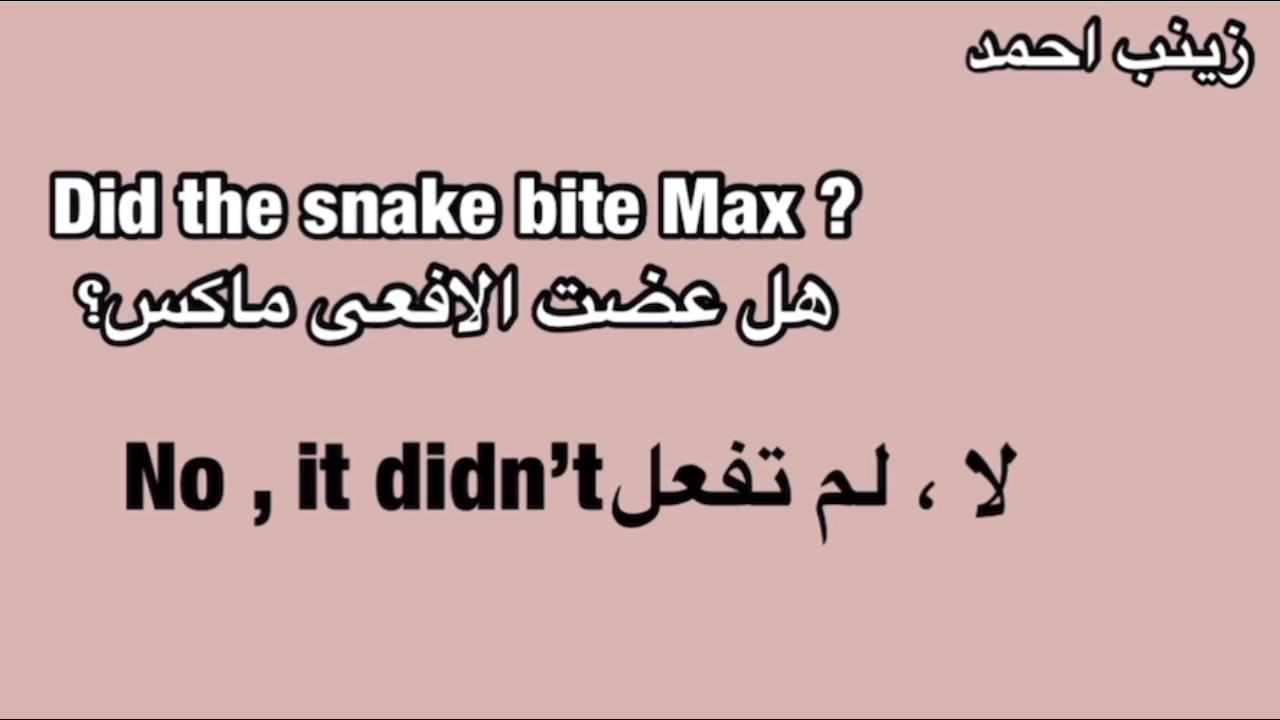 زينب احمد
Did the snake bite Max ?
هل عضت الافعى ماكس؟
No , it didn’t لا ، لم تفعل